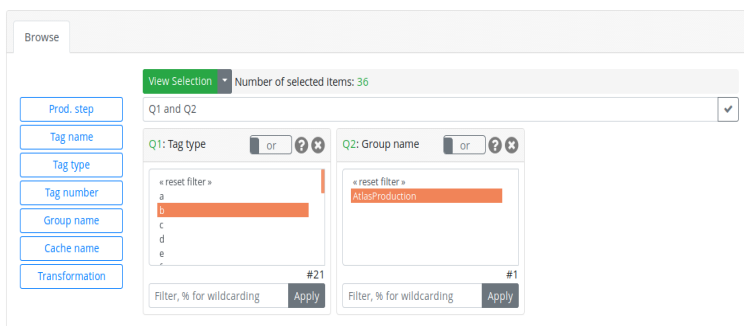 Browse
View Selection Number of selected items: 36
Q1 and Q2
Prod. step
Tag name
Tag type
Tag number
Group name
Cache name
Transformation
Q1: Tag type or ?
« reset filter »
a
b
c
d
e
#21
Filter, % for wildcarding Apply
Q2: Group name or ?
« reset filter »
AtlasProduction
#1
Filter, % for wildcarding Apply